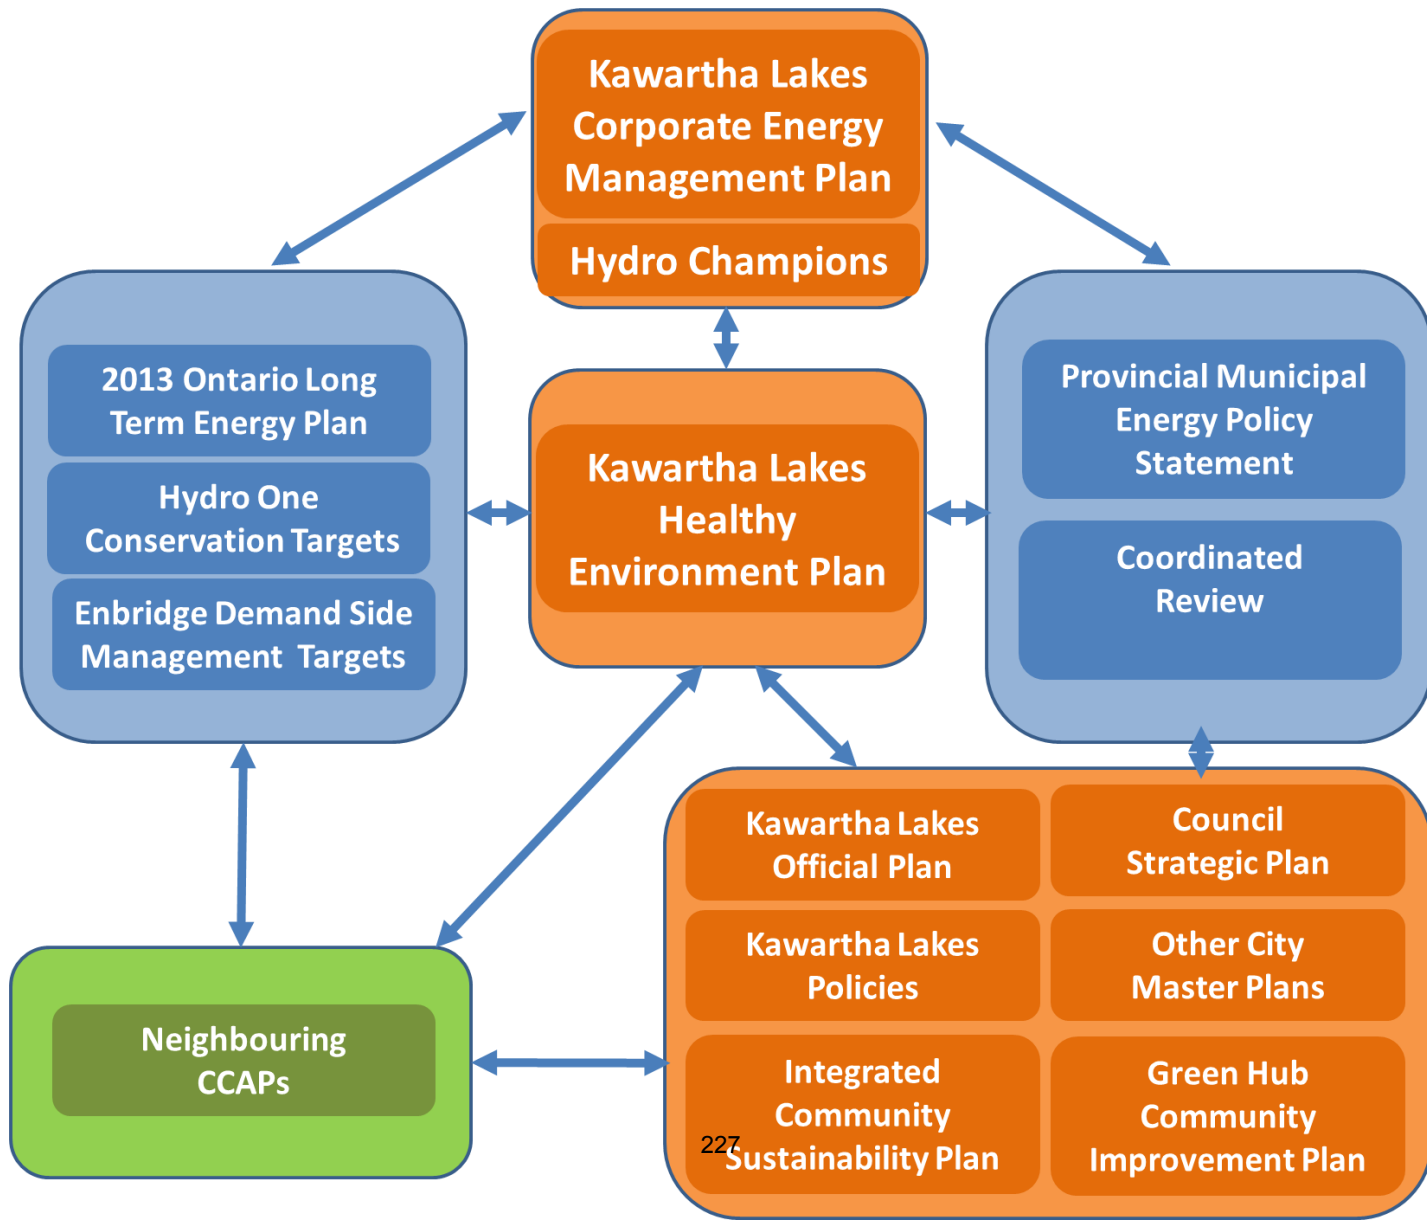 Kawartha Lakes
Corporate Energy
Management Plan
Hydro Champions
2013 Ontario Long
Term Energy Plan
Hydro One
Conservation Targets
Enbridge Demand Side
Management Targets
Kawartha Lakes
Healthy
Environment Plan
Provincial Municipal
Energy Policy
Statement
Coordinated
Review
Neighbouring
CCAPs
Kawartha Lakes
Official Plan
Council
Strategic Plan
Kawartha Lakes
Policies
Other City
Master Plans
Integrated
Community
Sustainability Plan
Green Hub
Community
Improvement Plan
227